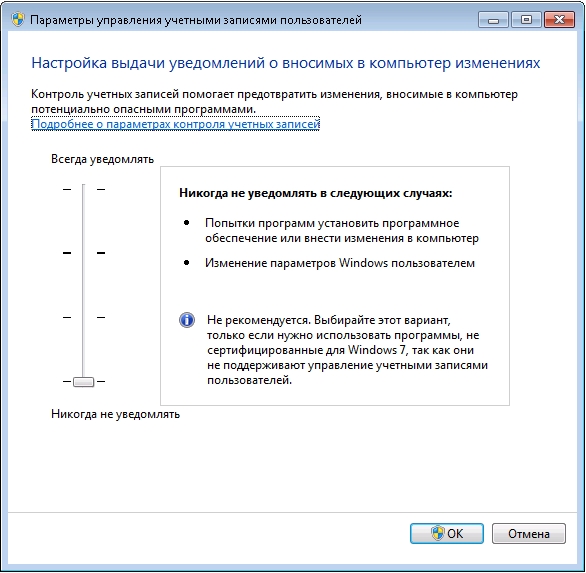 Параметры управления учетными записями пользователей
Настройка выдачи уведомлений о вносимых в компьютер изменениях
Контроль учетных записей помогает предотвратить изменения, вносимые в компьютер
потенциально опасными программами.
Подробнее о параметрах контроля учетных записей
Всегда уведомлять
Никогда не уведомлять в следующих случаях:
Попытки программ установить программное
обеспечение или внести изменения в компьютер
Изменение параметров Windows пользователем
Не рекомендуется. Выбирайте этот вариант,
только если нужно использовать программы, не
сертифицированные для Windows 7, так как они
не поддерживают управление учетными записями
пользователей.
Никогда не уведомлять
OK
Отмена